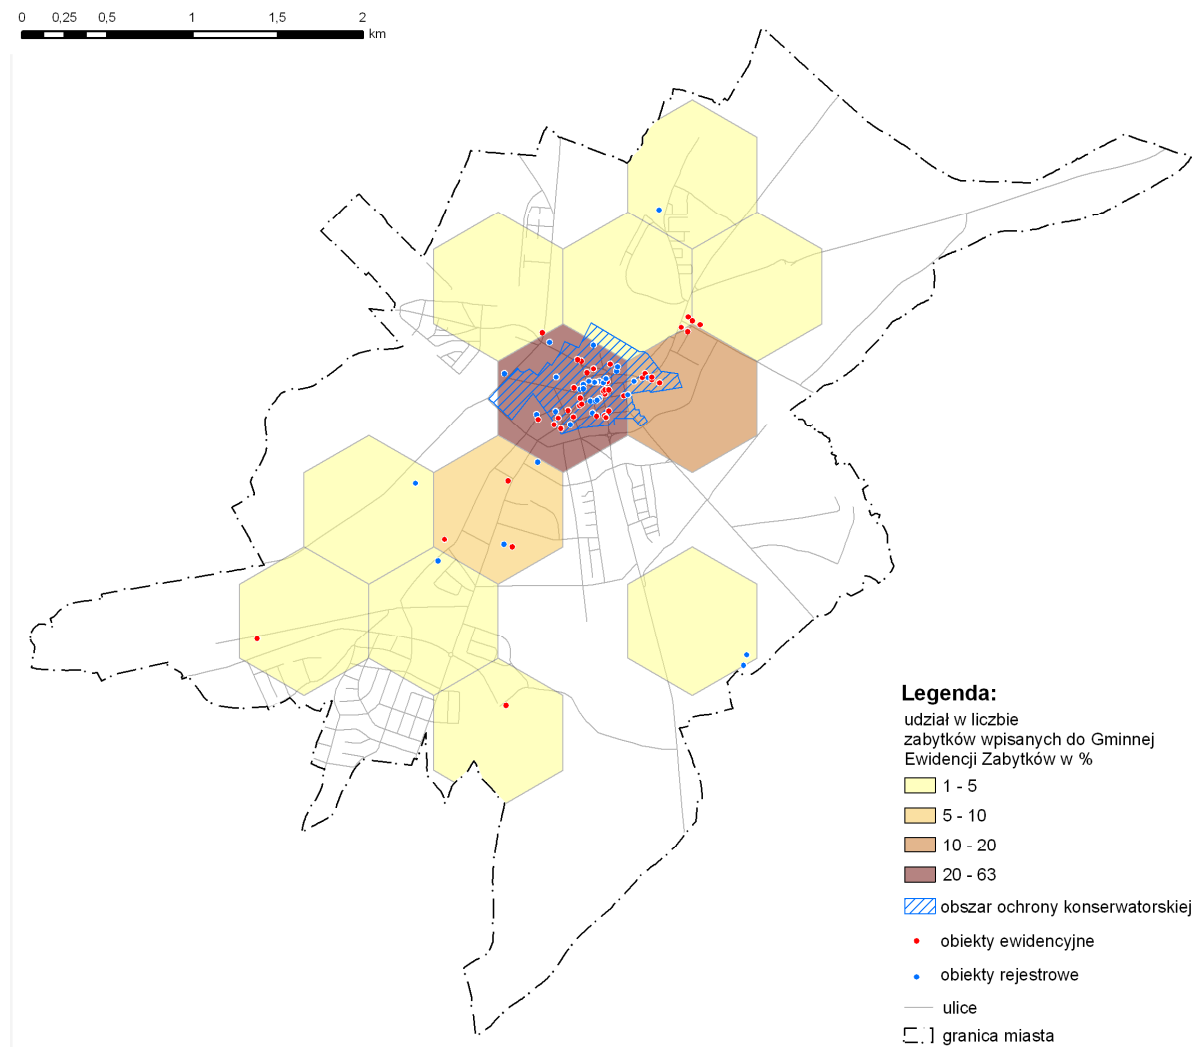 0 0,25 0,5 1 1,5 2
km
Legenda:
udział w liczbie
zabytków wpisanych do Gminnej
Ewidencji Zabytków w %
1 - 5
5 - 10
10 - 20
20 - 63
obszar ochrony konserwatorskiej
obiekty ewidencyjne
obiekty rejestrowe
ulice
granica miasta